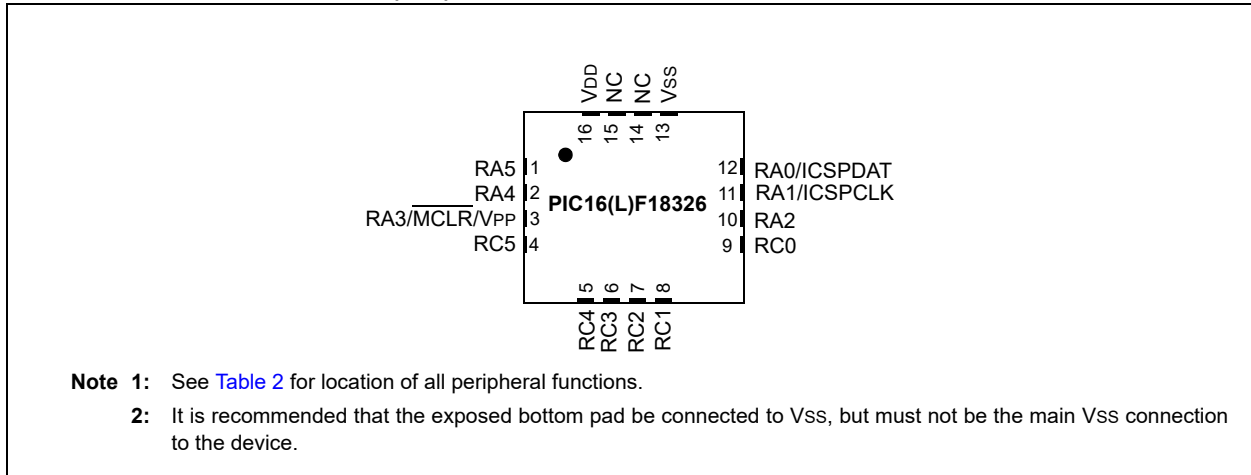 VDD
NC
NC
VSS
16
15
14
13
RA5 1
RA4 2
RA3/MCLR/VPP 3
RC5 4
PIC16(L)F18326
12 RA0/ICSPDAT
11 RA1/ICSPCLK
10 RA2
9 RC0
5
6
7
8
RC4
RC3
RC2
RC1
Note 1: See Table 2 for location of all peripheral functions.
2: It is recommended that the exposed bottom pad be connected to VSS, but must not be the main VSS connection
to the device.